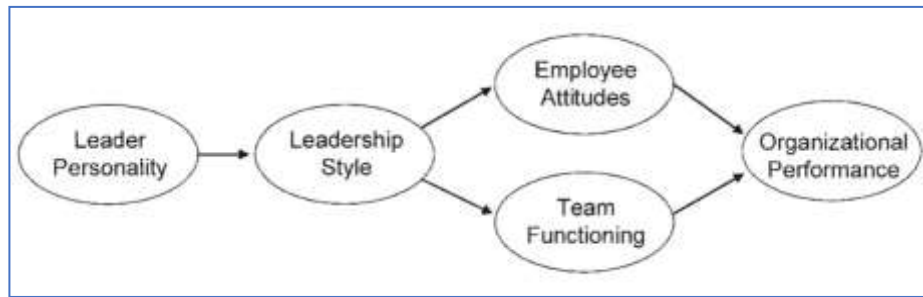 Leader
Personality
Leadership
Style
Employee
Attitudes
Team
Functioning
Organizational
Performance